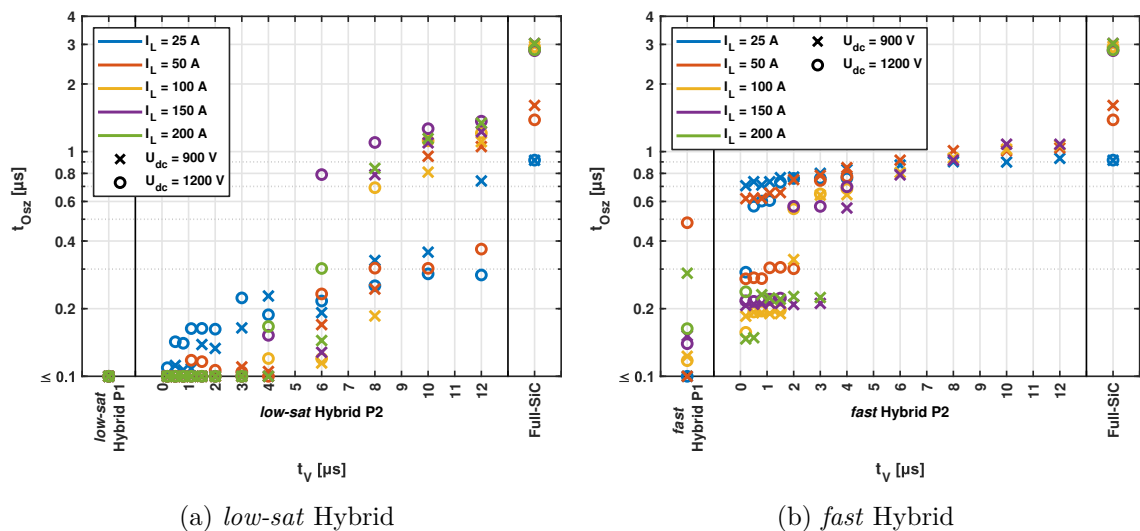 4
3
2
1
0.8
0.6
0.4
0.2
0.1
≤
t_Osz [µs]
I_L = 25 A
I_L = 50 A
I_L = 100 A
I_L = 150 A
I_L = 200 A
U_dc = 900 V
U_dc = 1200 V
low-sat
Hybrid P1
0 1 2 3 4 5 6 7 8 9 10 11 12
low-sat Hybrid P2
Full-SiC
t_V [µs]
(a) low-sat Hybrid
4
3
2
1
0.8
0.6
0.4
0.2
0.1
≤
t_Osz [µs]
I_L = 25 A
I_L = 50 A
I_L = 100 A
I_L = 150 A
I_L = 200 A
U_dc = 900 V
U_dc = 1200 V
fast
Hybrid P1
0 1 2 3 4 5 6 7 8 9 10 11 12
fast Hybrid P2
Full-SiC
t_V [µs]
(b) fast Hybrid